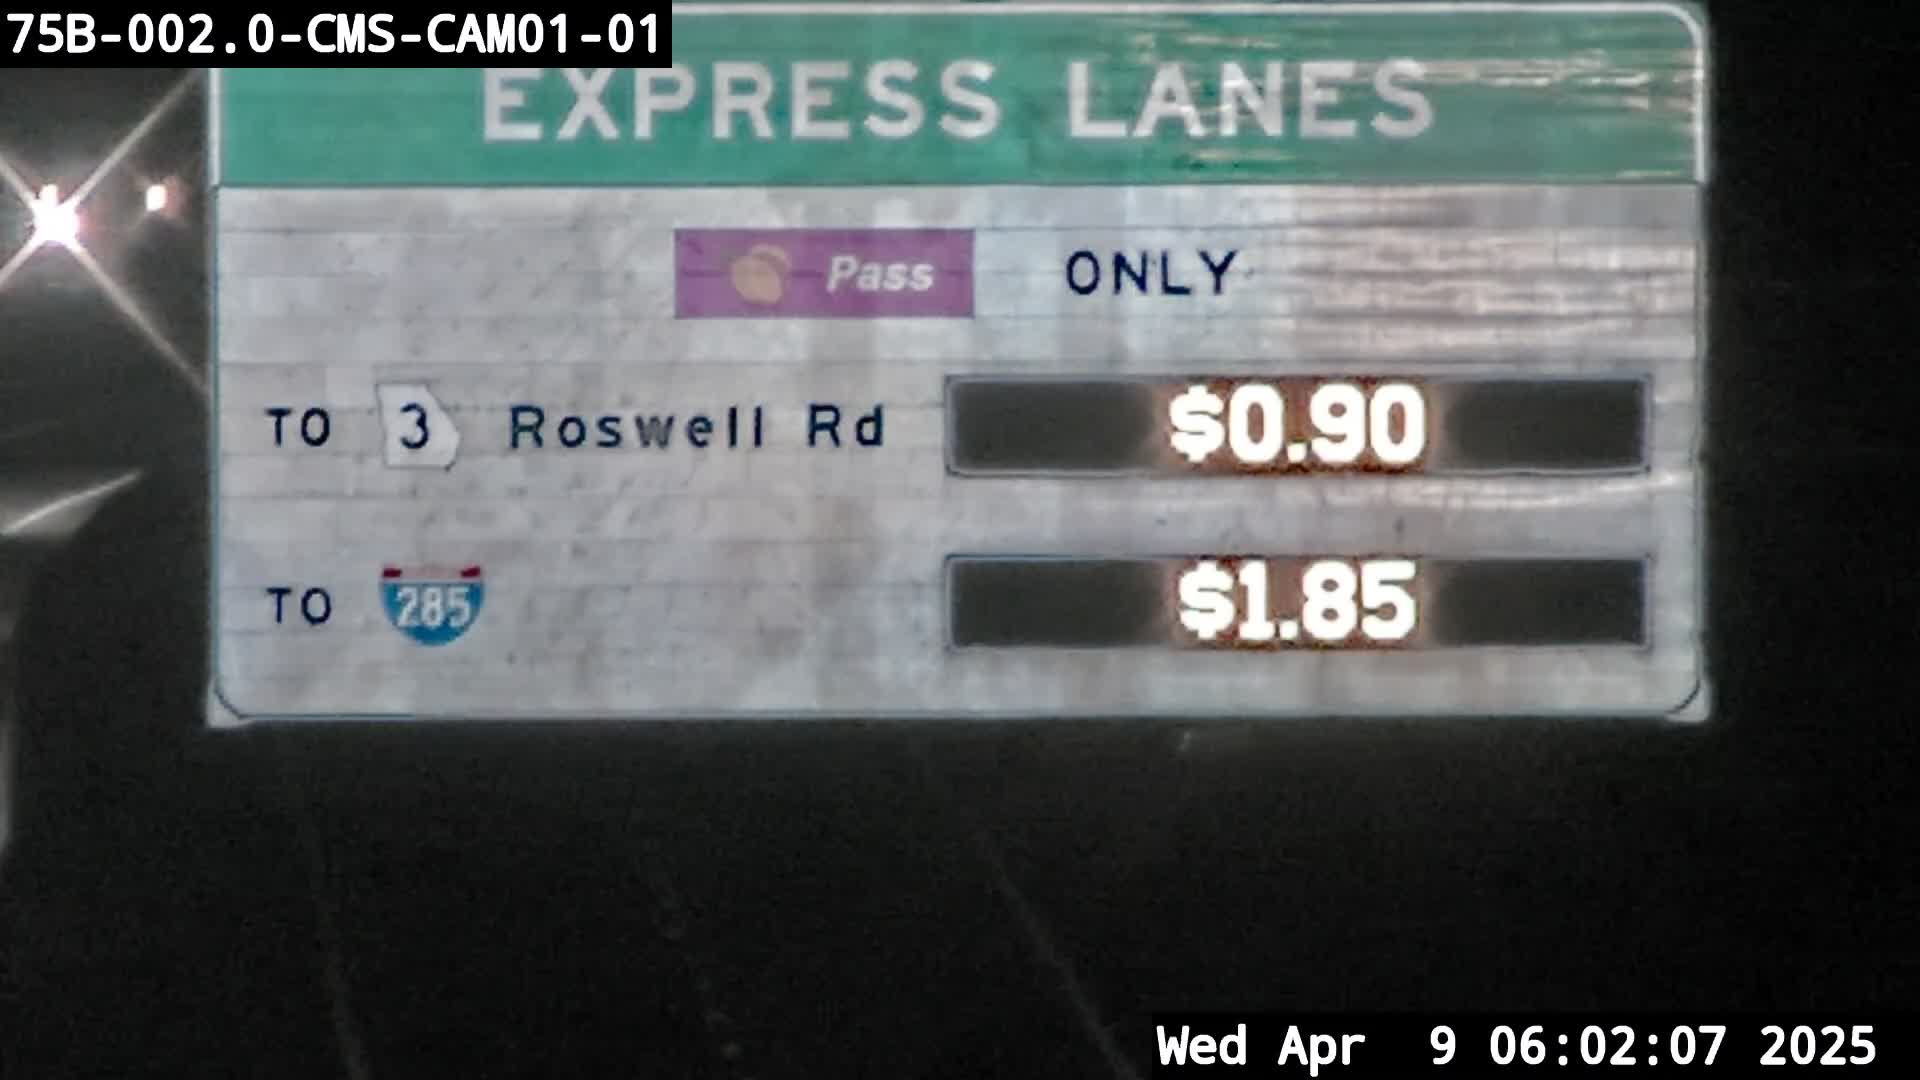 75B-002.0-CMS-CAM01-01
EXPRESS LANES
Pass ONLY
TO 3 Roswell Rd $0.90
TO 285 $1.85
Wed Apr 9 06:02:07 2025